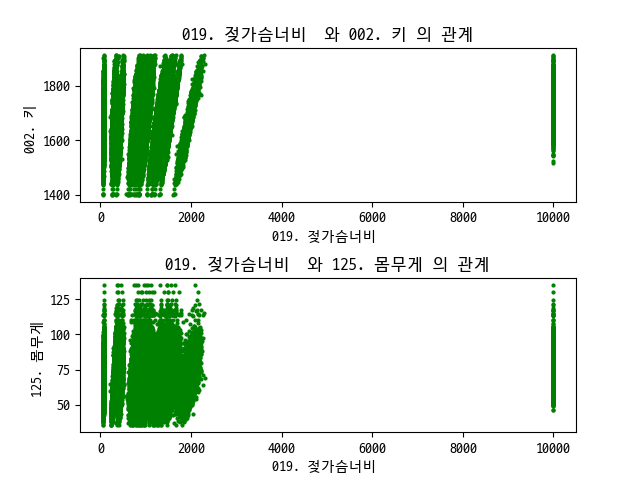 019. 젖가슴너비  와 002. 키 의 관계
002. 키
1800
1600
1400
0 2000 4000 6000 8000 10000
019. 젖가슴너비
019. 젖가슴너비  와 125. 몸무게 의 관계
125. 몸무게
125
100
75
50
0 2000 4000 6000 8000 10000
019. 젖가슴너비